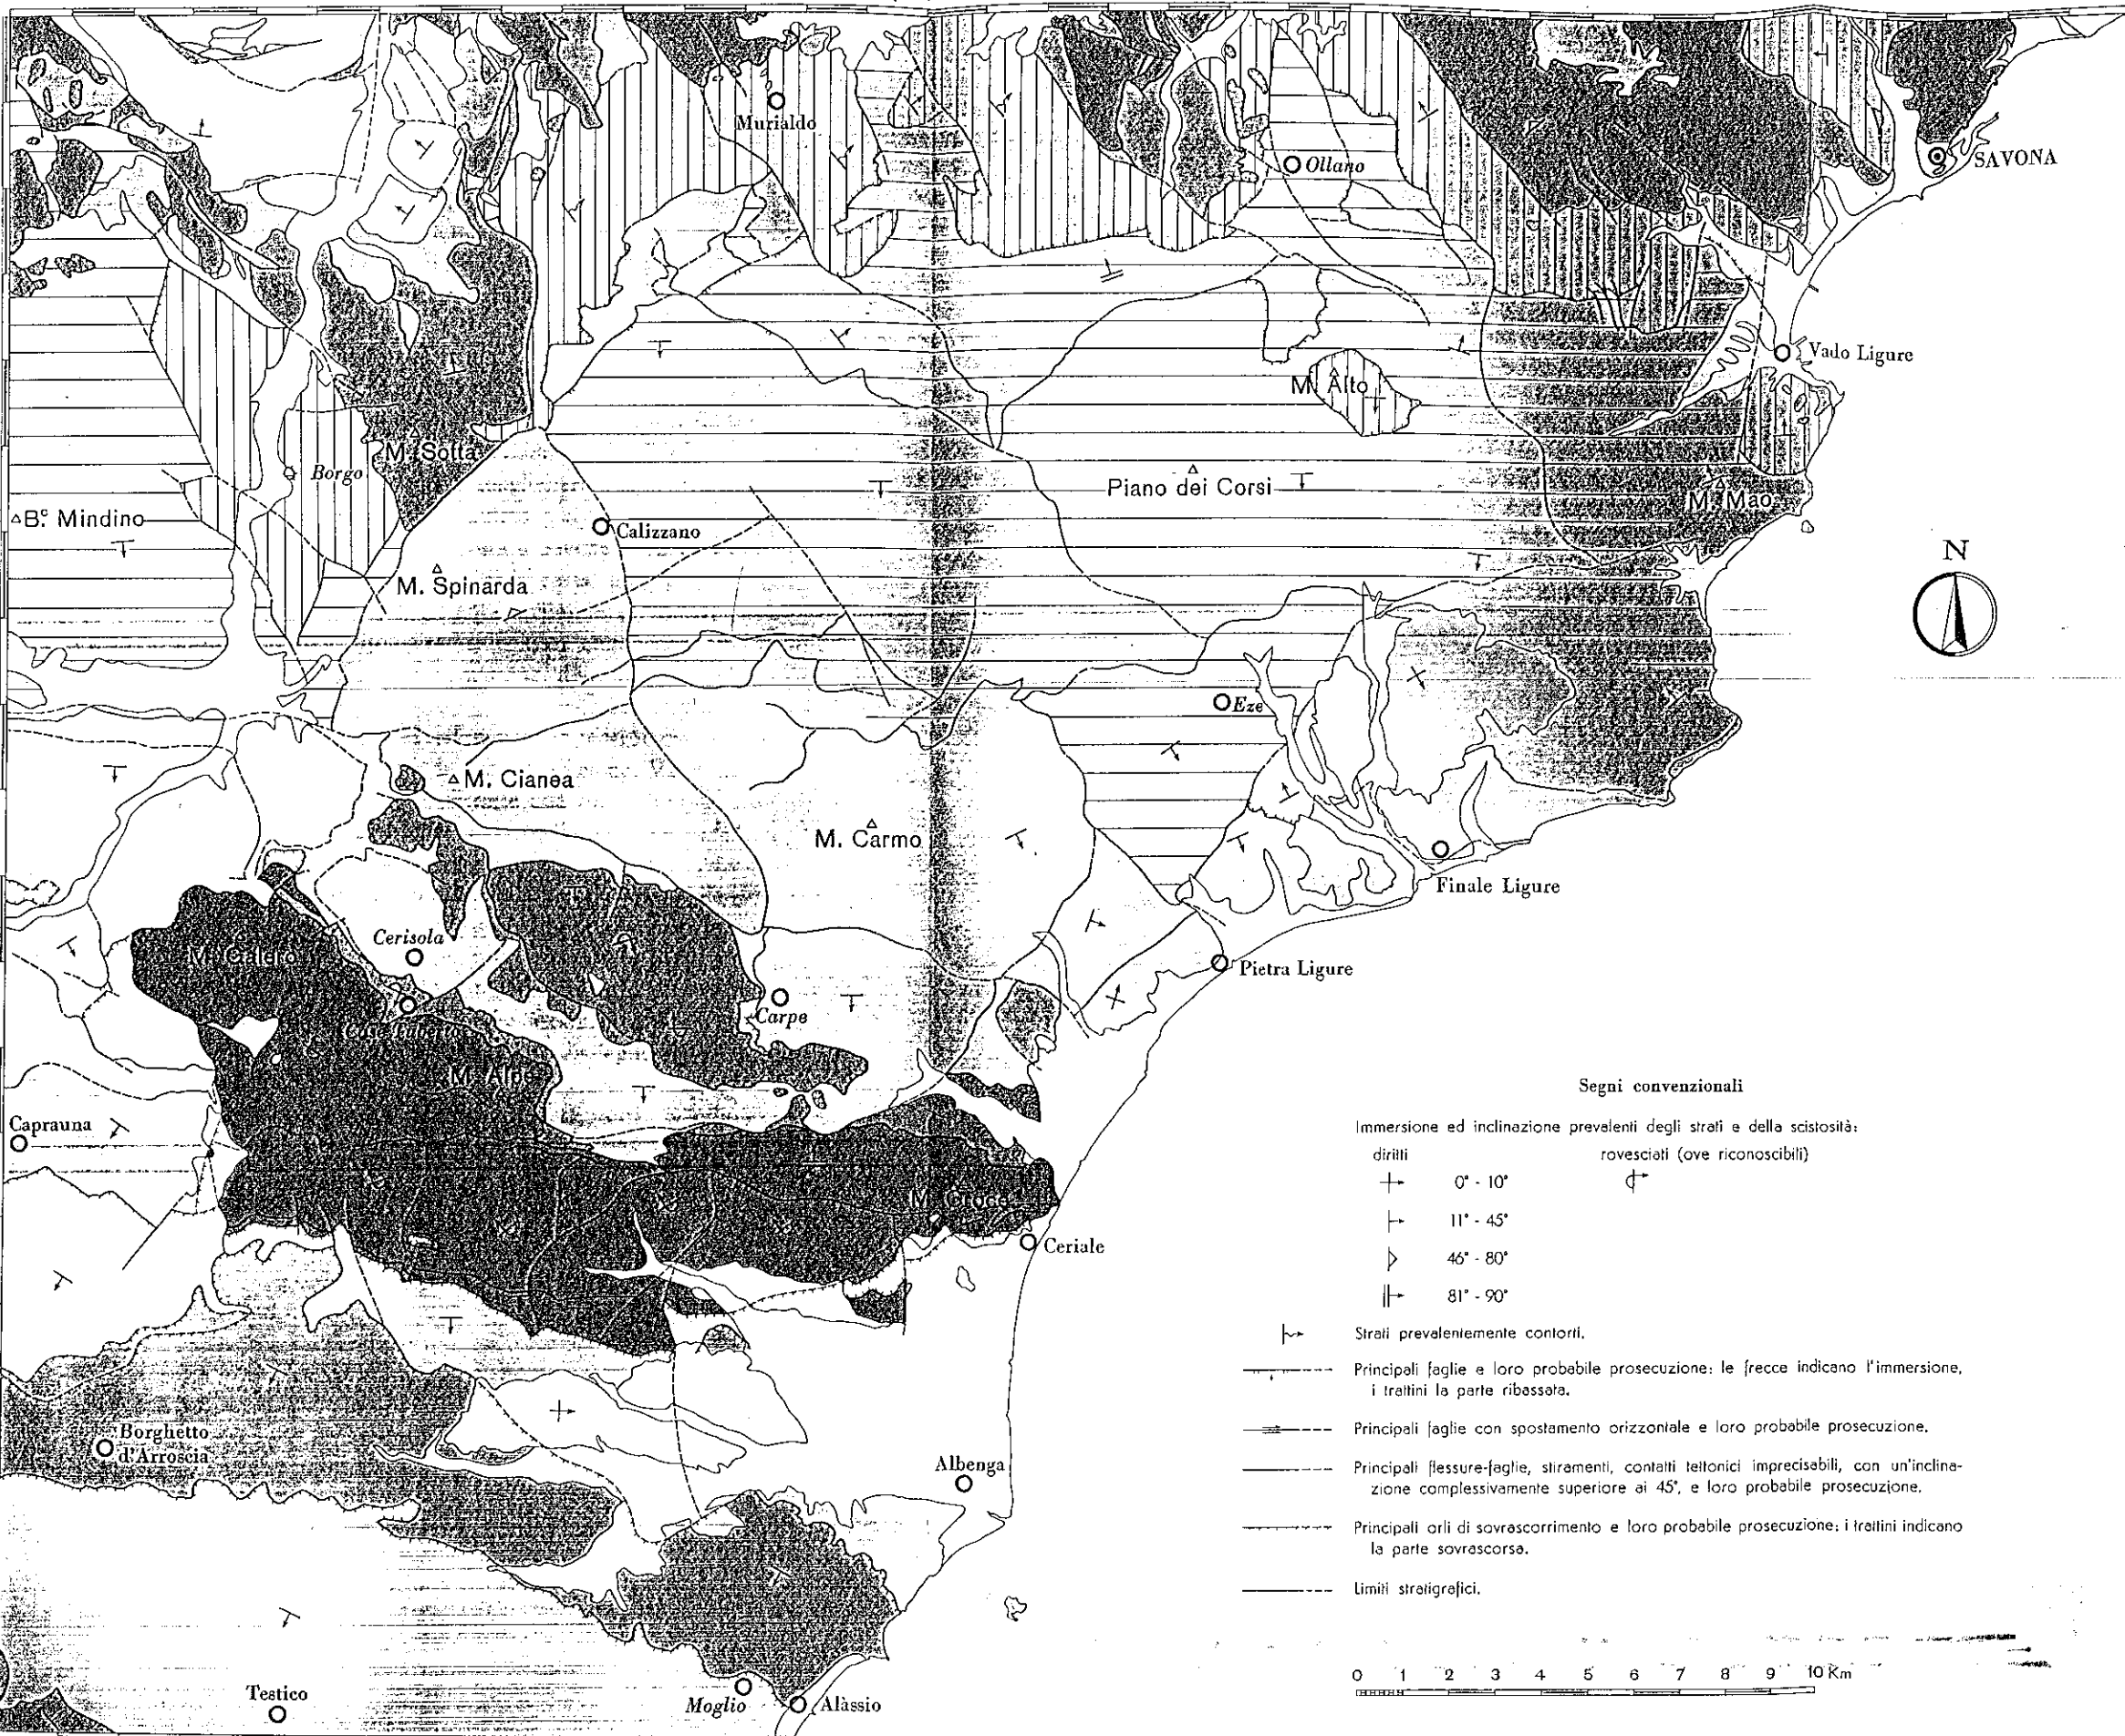 Murialdo
Ollano
SAVONA
Vado Ligure
M. Alto
M. Sotta
Borgo
Piano dei Corsi
M. Mao
B.º Mindino
Calizzano
N
M. Spinarda
Eze
M. Cianea
M. Carmo
Finale Ligure
Cerisola
M. Galero
Pietra Ligure
Carpe
M. Alpe
Segni convenzionali
Caprauna
Immersione ed inclinazione prevalenti degli strati e della scistosità:
diritti rovesciati (ove riconoscibili)
0° - 10°
M. Croce
11° - 45°
Ceriale
46° - 80°
81° - 90°
Strati prevalentemente contorti.
Principali faglie e loro probabile prosecuzione: le frecce indicano l'immersione,
i trattini la parte ribassata.
Borghetto
d'Arroscia
Principali faglie con spostamento orizzontale e loro probabile prosecuzione.
Albenga
Principali flessure-faglie, stiramenti, contatti tettonici imprecisabili, con un'inclina-
zione complessivamente superiore ai 45°, e loro probabile prosecuzione.
Principali orli di sovrascorrimento e loro probabile prosecuzione: i trattini indicano
la parte sovrascorsa.
Limiti stratigrafici.
0 1 2 3 4 5 6 7 8 9 10 Km
Testico
Moglio
Alàssio